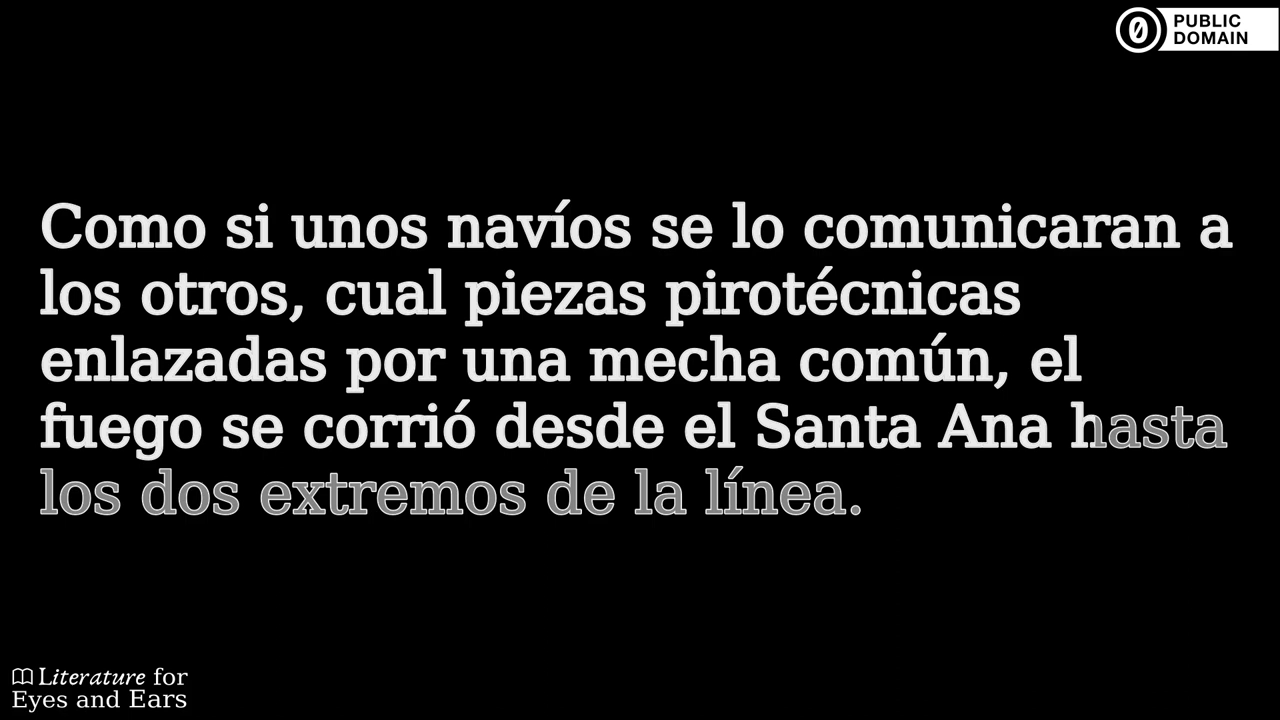 PUBLIC
DOMAIN
Como si unos navíos se lo comunicaran a
los otros, cual piezas pirotécnicas
enlazadas por una mecha común, el
fuego se corrió desde el Santa Ana hasta
los dos extremos de la línea.
Literature for
Eyes and Ears